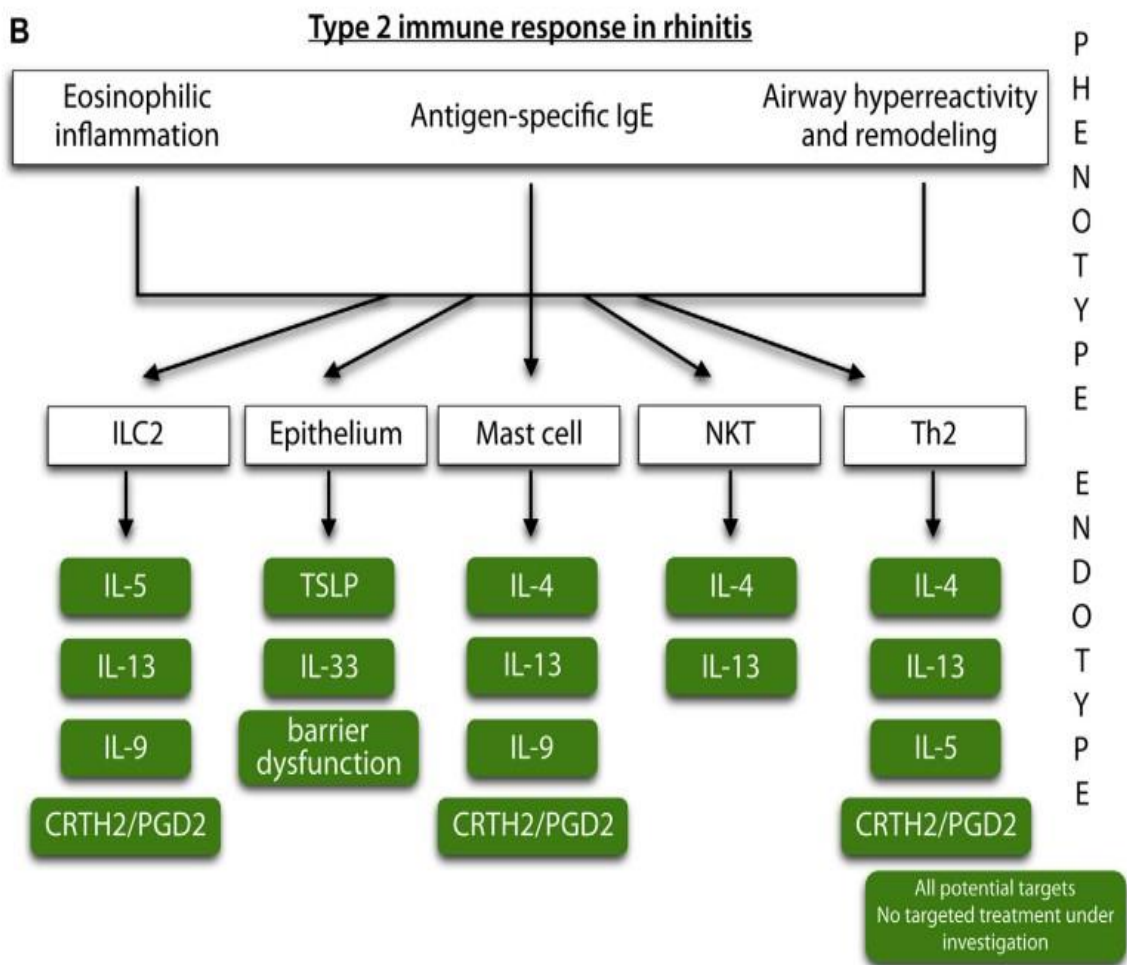 B
Type 2 immune response in rhinitis
Eosinophilic
inflammation
Antigen-specific IgE
Airway hyperreactivity
and remodeling
PHENOTYPE
ILC2
Epithelium
Mast cell
NKT
Th2
ENDOTYPE
IL-5
IL-13
IL-9
CRTH2/PGD2
TSLP
IL-33
barrier
dysfunction
IL-4
IL-13
IL-9
CRTH2/PGD2
IL-4
IL-13
IL-4
IL-13
IL-5
CRTH2/PGD2
All potential targets
No targeted treatment under
investigation